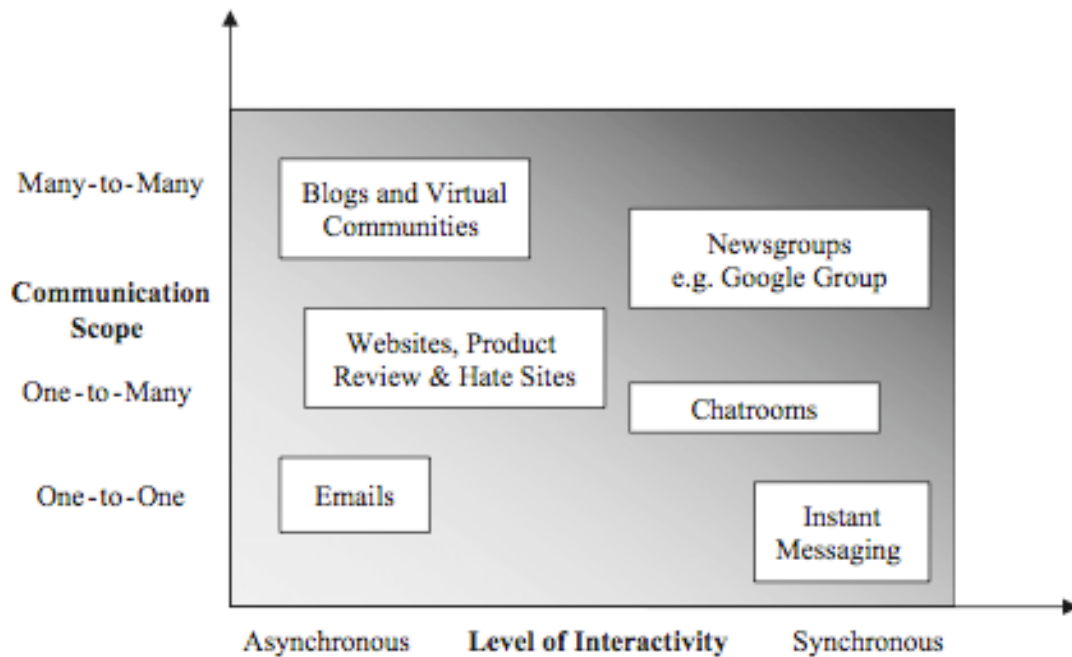 Many-to-Many
Blogs and Virtual
Communities
Newsgroups
e.g. Google Group
Communication
Scope
Websites, Product
Review & Hate Sites
One-to-Many
Chatrooms
One-to-One
Emails
Instant
Messaging
Asynchronous
Level of Interactivity
Synchronous